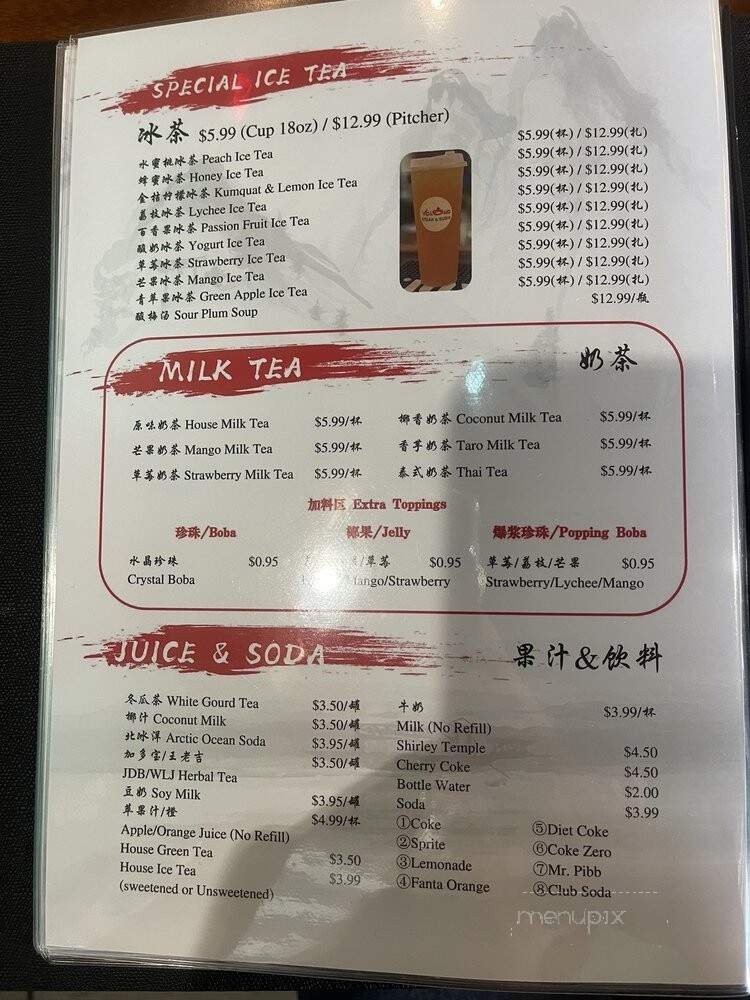 SPECIAL ICE TEA
冰茶 $5.99 (Cup 18oz) / $12.99 (Pitcher)
水蜜桃冰茶 Peach Ice Tea $5.99(杯) / $12.99(扎)
蜂蜜冰茶 Honey Ice Tea $5.99(杯) / $12.99(扎)
金桔柠檬冰茶 Kumquat & Lemon Ice Tea $5.99(杯) / $12.99(扎)
荔枝冰茶 Lychee Ice Tea $5.99(杯) / $12.99(扎)
百香果冰茶 Passion Fruit Ice Tea $5.99(杯) / $12.99(扎)
酸奶冰茶 Yogurt Ice Tea $5.99(杯) / $12.99(扎)
草莓冰茶 Strawberry Ice Tea $5.99(杯) / $12.99(扎)
芒果冰茶 Mango Ice Tea $5.99(杯) / $12.99(扎)
青苹果冰茶 Green Apple Ice Tea $5.99(杯) / $12.99(扎)
酸梅汤 Sour Plum Soup $12.99/瓶
MILK TEA 奶茶
原味奶茶 House Milk Tea $5.99/杯 椰香奶茶 Coconut Milk Tea $5.99/杯
芒果奶茶 Mango Milk Tea $5.99/杯 香芋奶茶 Taro Milk Tea $5.99/杯
草莓奶茶 Strawberry Milk Tea $5.99/杯 泰式奶茶 Thai Tea $5.99/杯
加料区 Extra Toppings
珍珠/Boba 椰果/Jelly 爆浆珍珠/Popping Boba
水晶珍珠 $0.95 /草莓 $0.95 草莓/荔枝/芒果 $0.95
Crystal Boba Mango/Strawberry Strawberry/Lychee/Mango
JUICE & SODA 果汁&饮料
冬瓜茶 White Gourd Tea $3.50/罐
椰汁 Coconut Milk $3.50/罐
北冰洋 Arctic Ocean Soda $3.95/罐
加多宝/王老吉 $3.50/罐
JDB/WLJ Herbal Tea
豆奶 Soy Milk $3.95/罐
苹果汁/橙 $4.99/杯
Apple/Orange Juice (No Refill)
House Green Tea $3.50
House Ice Tea $3.99
(sweetened or Unsweetened)
牛奶 $3.99/杯
Milk (No Refill)
Shirley Temple $4.50
Cherry Coke $4.50
Bottle Water $2.00
Soda $3.99
①Coke ⑤Diet Coke
②Sprite ⑥Coke Zero
③Lemonade ⑦Mr. Pibb
④Fanta Orange ⑧Club Soda
menupix